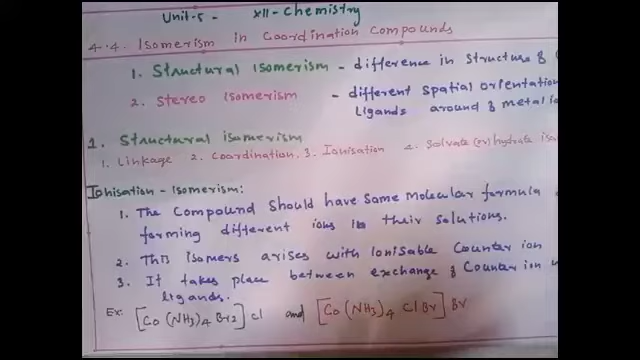 Unit-5 - XII-Chemistry
4.4. Isomerism in Coordination Compounds
1. Structural Isomerism - difference in structure of
2. Stereo Isomerism - different spatial orientation
ligands around of metal
1. Structural isomerism
1. Linkage 2. Coordination. 3. Ionisation 4. Solvate (or) hydrate
Ionisation-Isomerism:
1. The Compound should have same molecular formula
forming different ions in their solutions.
2. This isomers arises with Ionisable Counter ion
3. It takes place between exchange of Counter ion
ligands.
Ex: [Co(NH3)4 Br2] Cl and [Co(NH3)4 Cl Br] Br